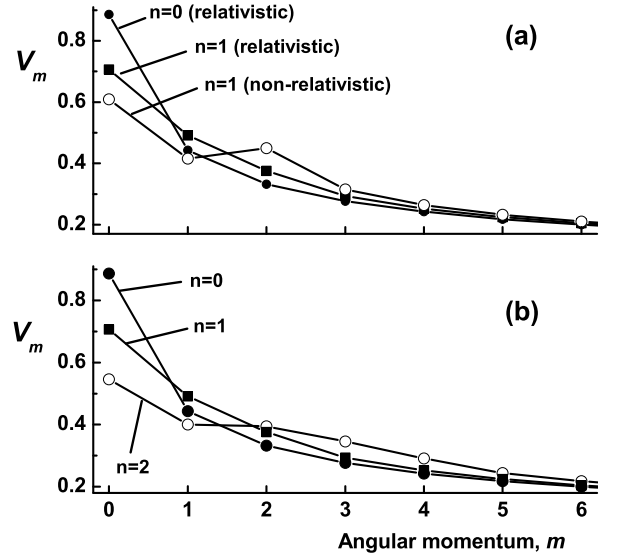 n=0 (relativistic)
(a)
0.8
V_m
n=1 (relativistic)
n=1 (non-relativistic)
0.6
0.4
0.2
n=0
(b)
0.8
n=1
V_m
0.6
0.4
n=2
0.2
0 1 2 3 4 5 6
Angular momentum, m